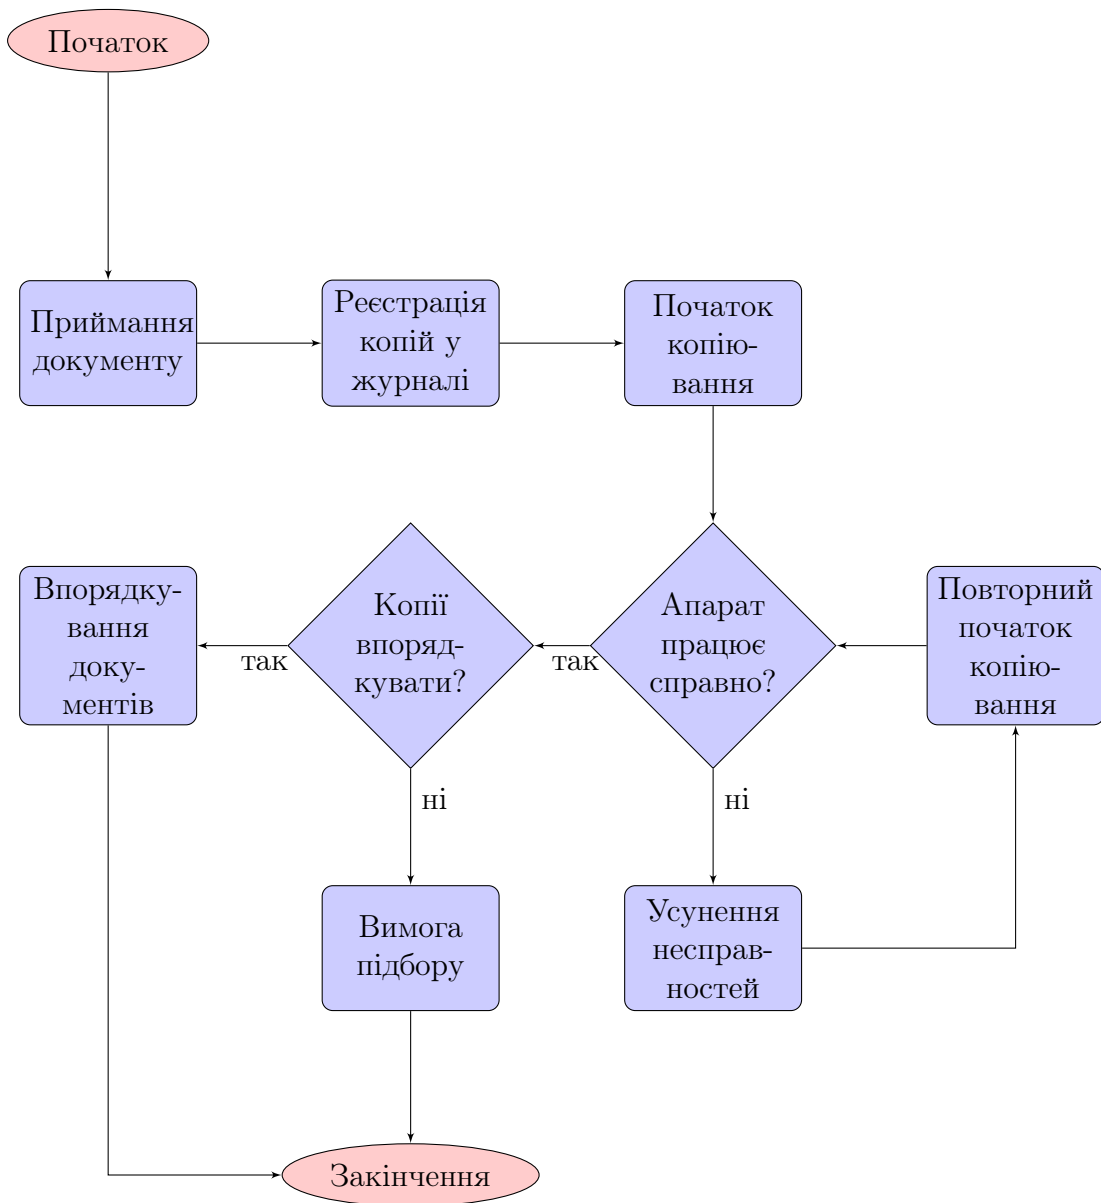 Початок
Приймання
документу
Реєстрація
копій у
журналі
Початок
копію-
вання
Впорядку-
вання
доку-
ментів
так
Копії
впоряд-
кувати?
так
Апарат
працює
справно?
Повторний
початок
копію-
вання
ні
ні
Вимога
підбору
Усунення
несправ-
ностей
Закінчення